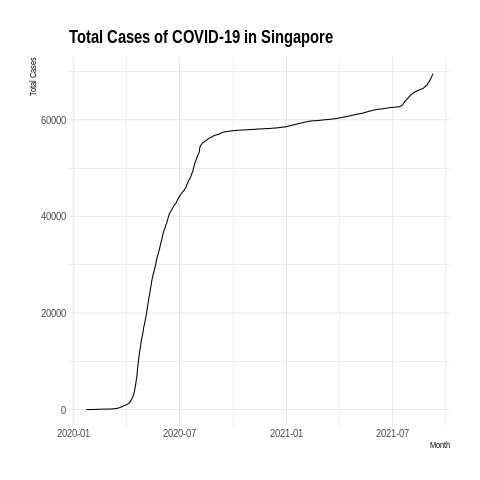 Total Cases of COVID-19 in Singapore
Total Cases
60000
40000
20000
0
2020-01 2020-07 2021-01 2021-07
Month